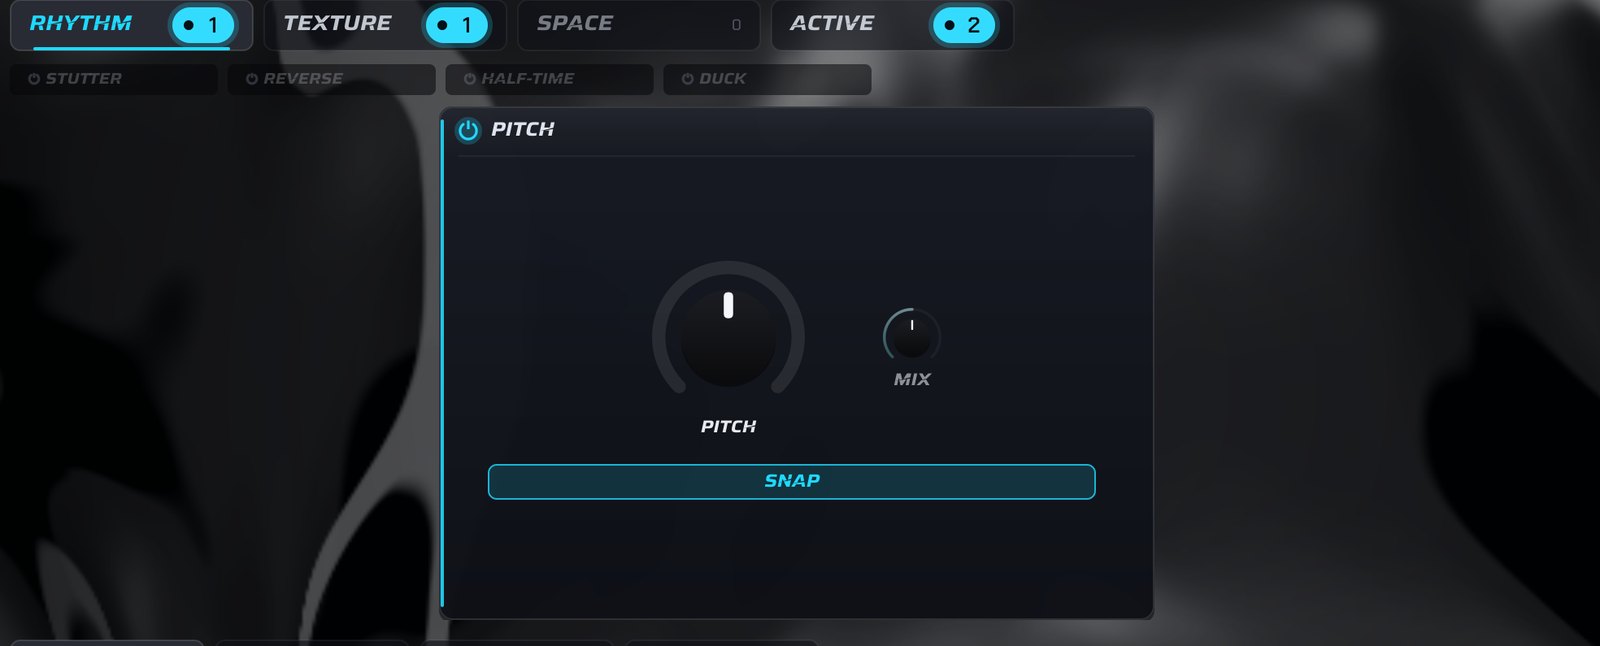 RHYTHM 1 TEXTURE 1 SPACE 0 ACTIVE 2
STUTTER REVERSE HALF-TIME DUCK
PITCH
PITCH
MIX
SNAP